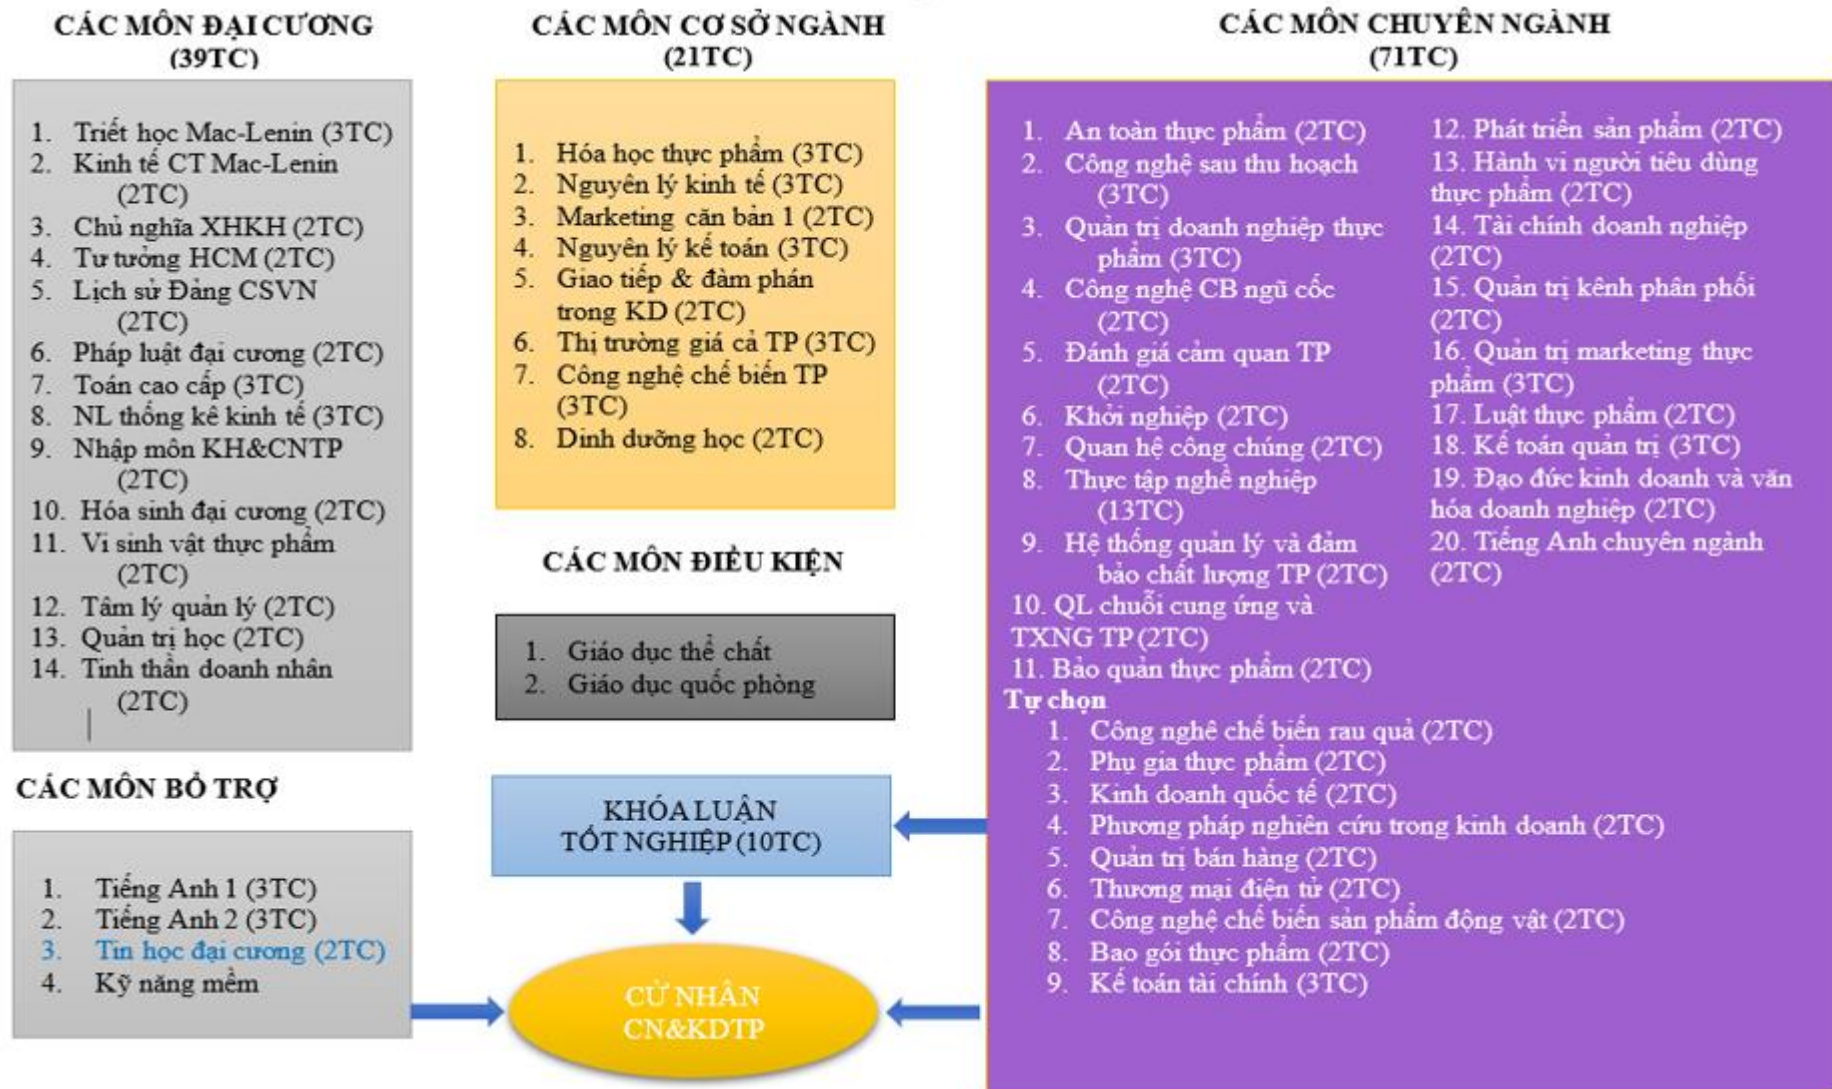 CÁC MÔN ĐẠI CƯƠNG
(39TC)
1. Triết học Mac-Lenin (3TC)
2. Kinh tế CT Mac-Lenin
(2TC)
3. Chủ nghĩa XHKH (2TC)
4. Tư tưởng HCM (2TC)
5. Lịch sử Đảng CSVN
(2TC)
6. Pháp luật đại cương (2TC)
7. Toán cao cấp (3TC)
8. NL thống kê kinh tế (3TC)
9. Nhập môn KH&CNTP
(2TC)
10. Hóa sinh đại cương (2TC)
11. Vi sinh vật thực phẩm
(2TC)
12. Tâm lý quản lý (2TC)
13. Quản trị học (2TC)
14. Tinh thần doanh nhân
(2TC)
CÁC MÔN BỔ TRỢ
1. Tiếng Anh 1 (3TC)
2. Tiếng Anh 2 (3TC)
3. Tin học đại cương (2TC)
4. Kỹ năng mềm
CÁC MÔN CƠ SỞ NGÀNH
(21TC)
1. Hóa học thực phẩm (3TC)
2. Nguyên lý kinh tế (3TC)
3. Marketing căn bản 1 (2TC)
4. Nguyên lý kế toán (3TC)
5. Giao tiếp & đàm phán
trong KD (2TC)
6. Thị trường giá cả TP (3TC)
7. Công nghệ chế biến TP
(3TC)
8. Dinh dưỡng học (2TC)
CÁC MÔN ĐIỀU KIỆN
1. Giáo dục thể chất
2. Giáo dục quốc phòng
KHÓA LUẬN
TỐT NGHIỆP (10TC)
CỬ NHÂN
CN&KDTP
CÁC MÔN CHUYÊN NGÀNH
(71TC)
1. An toàn thực phẩm (2TC)
2. Công nghệ sau thu hoạch
(3TC)
3. Quản trị doanh nghiệp thực
phẩm (3TC)
4. Công nghệ CB ngũ cốc
(2TC)
5. Đánh giá cảm quan TP
(2TC)
6. Khởi nghiệp (2TC)
7. Quan hệ công chúng (2TC)
8. Thực tập nghề nghiệp
(13TC)
9. Hệ thống quản lý và đảm
bảo chất lượng TP (2TC)
10. QL chuỗi cung ứng và
TXNG TP (2TC)
11. Bảo quản thực phẩm (2TC)
12. Phát triển sản phẩm (2TC)
13. Hành vi người tiêu dùng
thực phẩm (2TC)
14. Tài chính doanh nghiệp
(2TC)
15. Quản trị kênh phân phối
(2TC)
16. Quản trị marketing thực
phẩm (3TC)
17. Luật thực phẩm (2TC)
18. Kế toán quản trị (3TC)
19. Đạo đức kinh doanh và văn
hóa doanh nghiệp (2TC)
20. Tiếng Anh chuyên ngành
(2TC)
Tự chọn
1. Công nghê chế biến rau quả (2TC)
2. Phụ gia thực phẩm (2TC)
3. Kinh doanh quốc tế (2TC)
4. Phương pháp nghiên cứu trong kinh doanh (2TC)
5. Quản trị bán hàng (2TC)
6. Thương mại điện tử (2TC)
7. Công nghệ chế biến sản phẩm động vật (2TC)
8. Bao gói thực phẩm (2TC)
9. Kế toán tài chính (3TC)